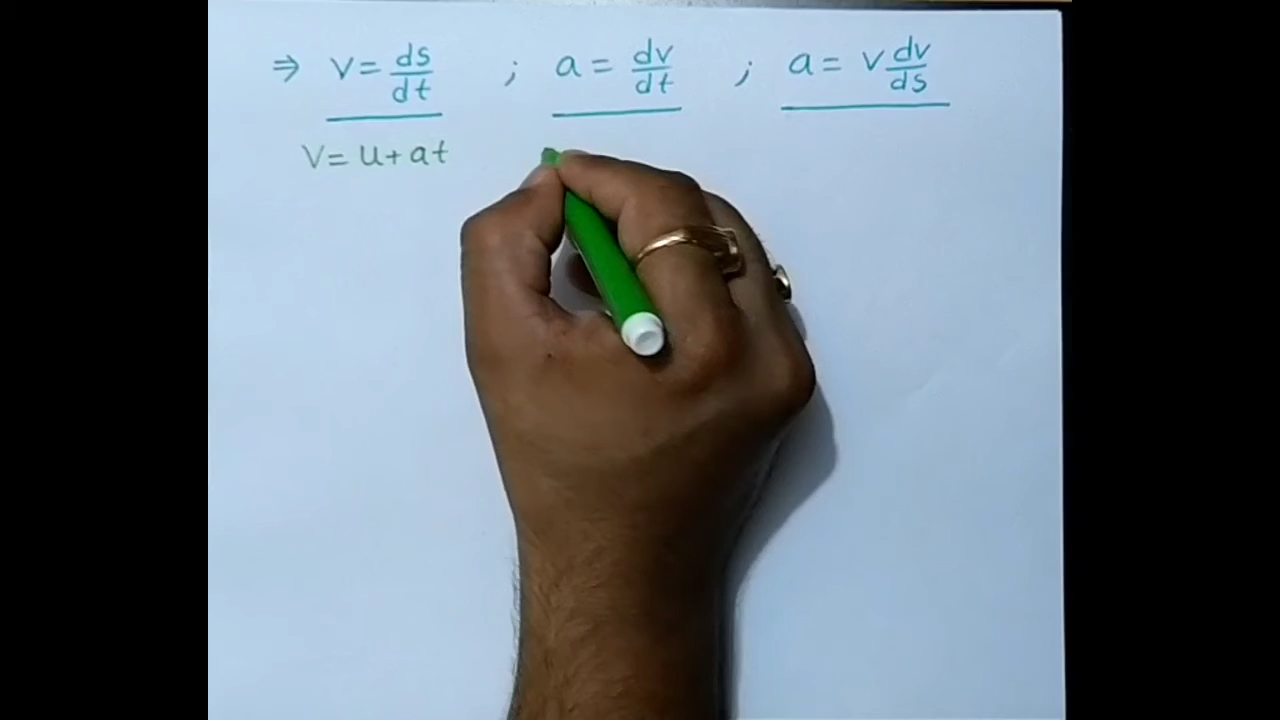 ⇒ v = ds/dt ; a = dv/dt ; a = v dv/ds
v = u + at